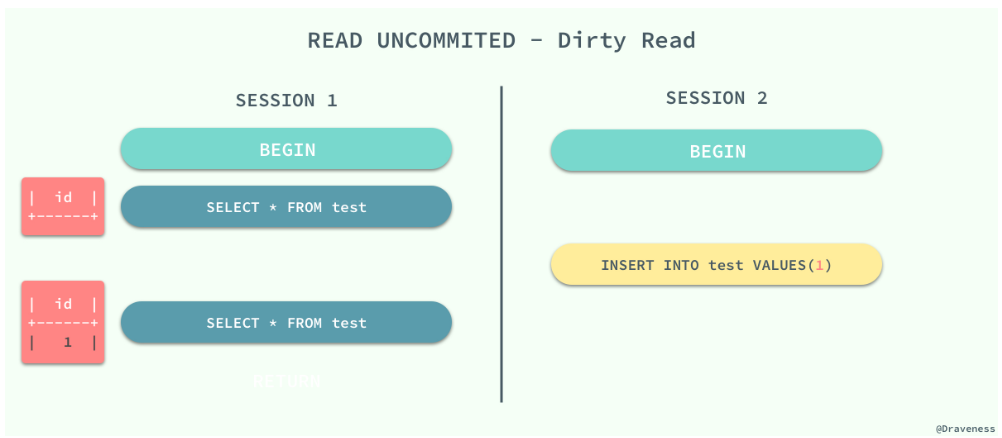 READ UNCOMMITED - Dirty Read
SESSION 1
SESSION 2
BEGIN
BEGIN
| id |
+------+
SELECT * FROM test
INSERT INTO test VALUES(1)
| id |
+------+
| 1 |
SELECT * FROM test
@Draveness